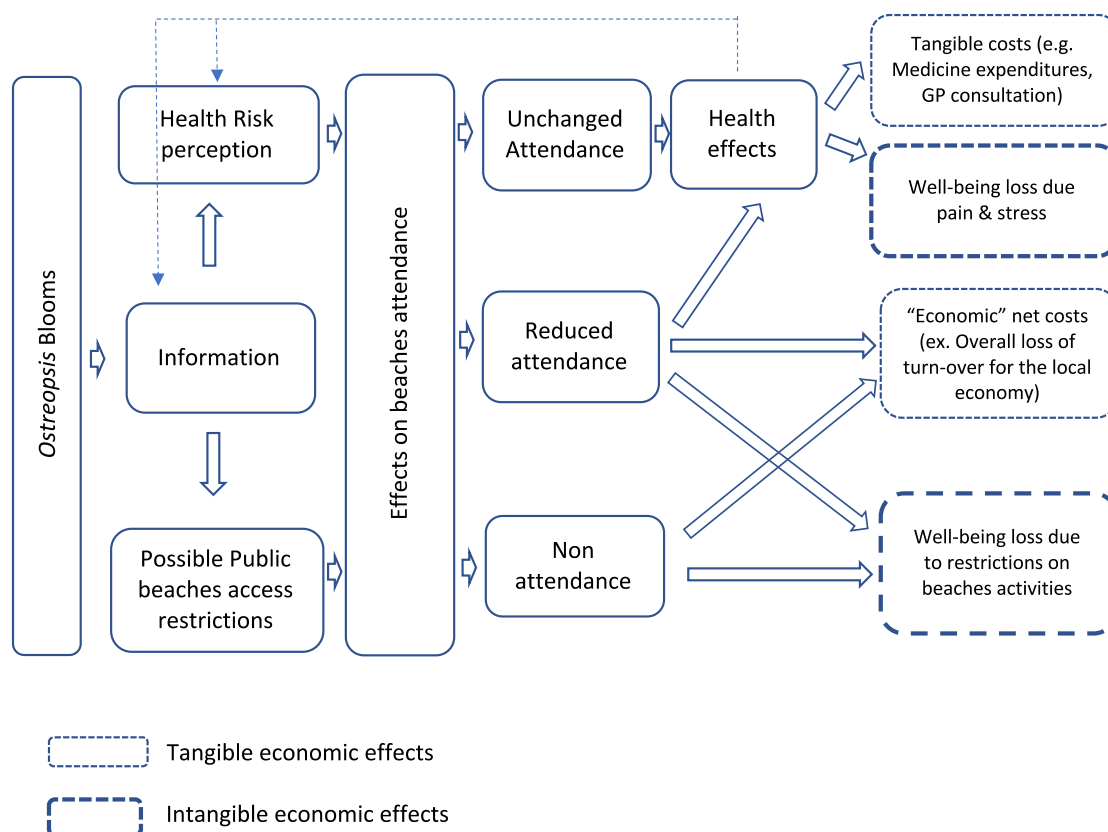 Ostreopsis Blooms
Health Risk
perception
Information
Possible Public
beaches access
restrictions
Effects on beaches attendance
Unchanged
Attendance
Reduced
attendance
Non
attendance
Health
effects
Tangible costs (e.g.
Medicine expenditures,
GP consultation)
Well-being loss due
pain & stress
“Economic” net costs
(ex. Overall loss of
turn-over for the local
economy)
Well-being loss due
to restrictions on
beaches activities
Tangible economic effects
Intangible economic effects